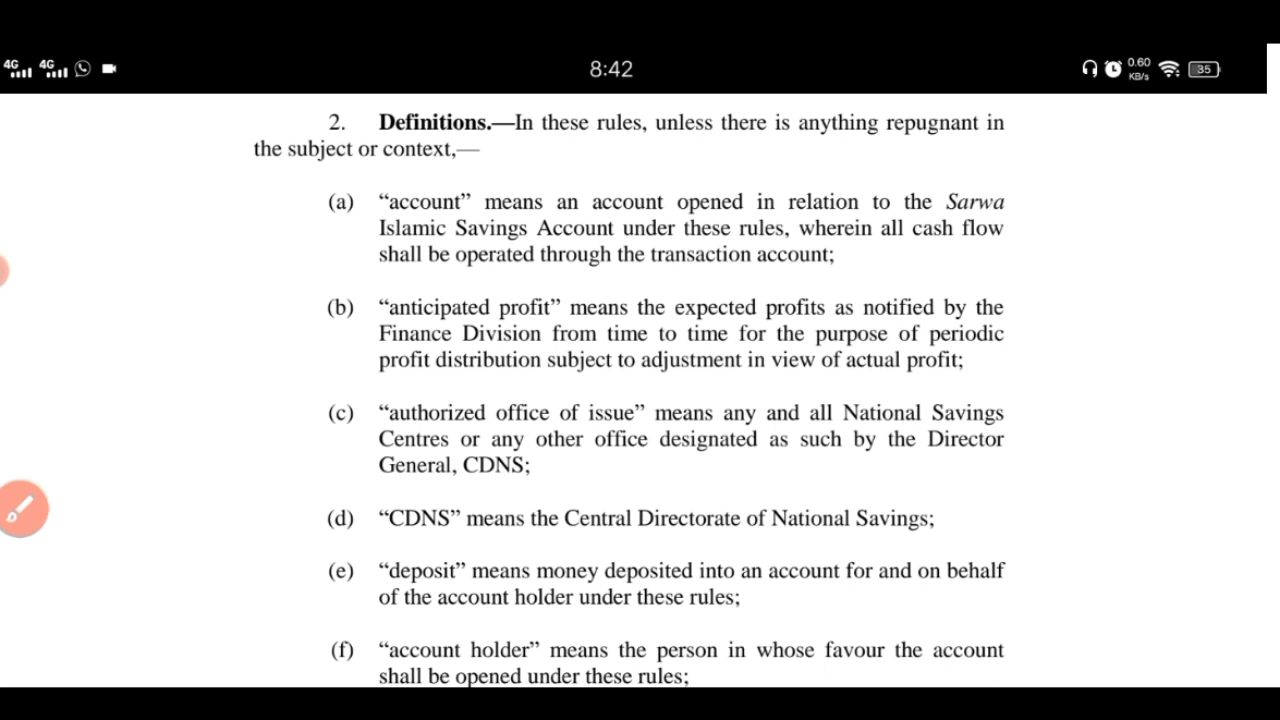 4G 4G 8:42 0.60 KB/s 35
2. Definitions.—In these rules, unless there is anything repugnant in
the subject or context,—
(a) “account” means an account opened in relation to the Sarwa
Islamic Savings Account under these rules, wherein all cash flow
shall be operated through the transaction account;
(b) “anticipated profit” means the expected profits as notified by the
Finance Division from time to time for the purpose of periodic
profit distribution subject to adjustment in view of actual profit;
(c) “authorized office of issue” means any and all National Savings
Centres or any other office designated as such by the Director
General, CDNS;
(d) “CDNS” means the Central Directorate of National Savings;
(e) “deposit” means money deposited into an account for and on behalf
of the account holder under these rules;
(f) “account holder” means the person in whose favour the account
shall be opened under these rules;